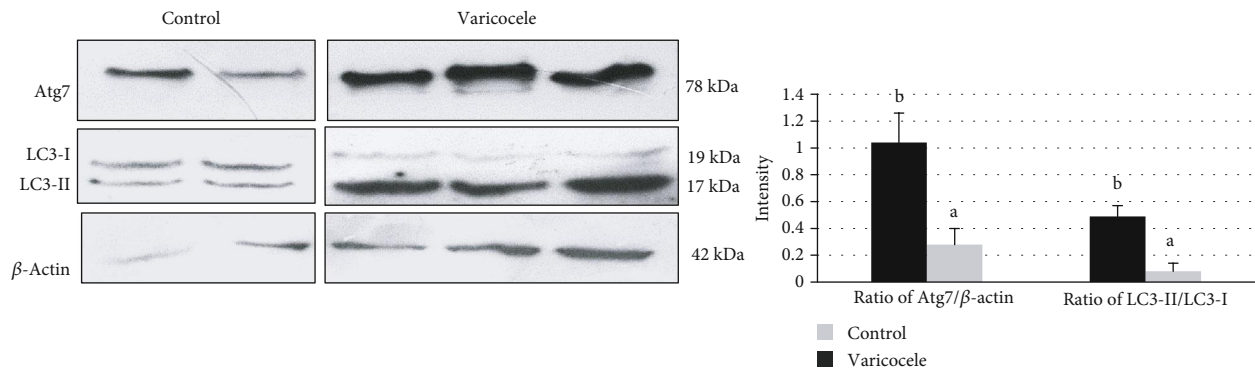 Control
Varicocele
Atg7
78 kDa
LC3-I
19 kDa
LC3-II
17 kDa
β-Actin
42 kDa
Intensity
1.4
1.2
1
0.8
0.6
0.4
0.2
0
b
a
b
a
Ratio of Atg7/β-actin
Ratio of LC3-II/LC3-I
Control
Varicocele